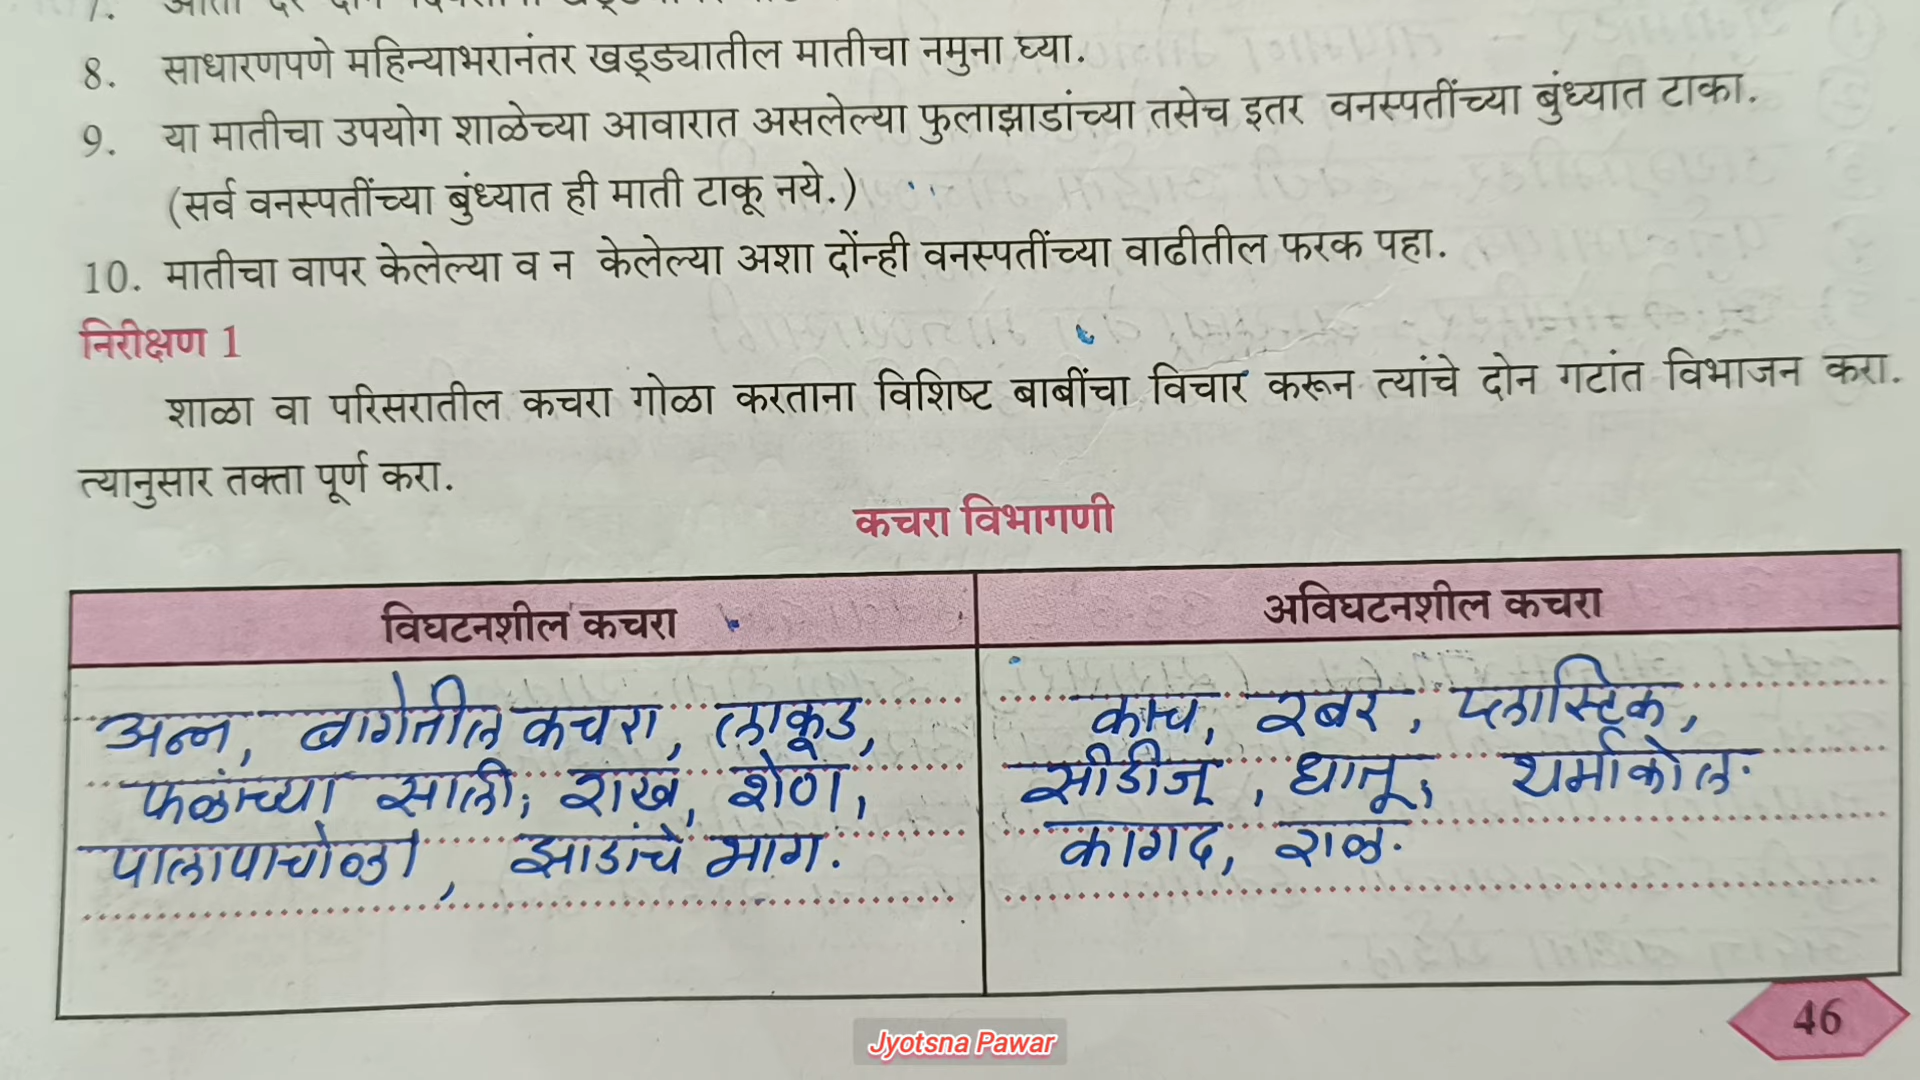 8. साधारणपणे महिन्याभरानंतर खड्ड्यातील मातीचा नमुना घ्या.
9. या मातीचा उपयोग शाळेच्या आवारात असलेल्या फुलाझाडांच्या तसेच इतर वनस्पतींच्या बुंध्यात टाका.
(सर्व वनस्पतींच्या बुंध्यात ही माती टाकू नये.)
10. मातीचा वापर केलेल्या व न केलेल्या अशा दोंन्ही वनस्पतींच्या वाढीतील फरक पहा.
निरीक्षण 1
शाळा वा परिसरातील कचरा गोळा करताना विशिष्ट बाबींचा विचार करून त्यांचे दोन गटांत विभाजन करा.
त्यानुसार तक्ता पूर्ण करा.
कचरा विभागणी
विघटनशील कचरा
अन्न, बागेतील कचरा, लाकूड,
फळांच्या साली, राख, शेण,
पालापाचोळा, झाडांचे भाग.
अविघटनशील कचरा
काच, रबर, प्लास्टिक,
सीडीज्, धातू, थर्माकोल.
कागद, राळ.
46
Jyotsna Pawar